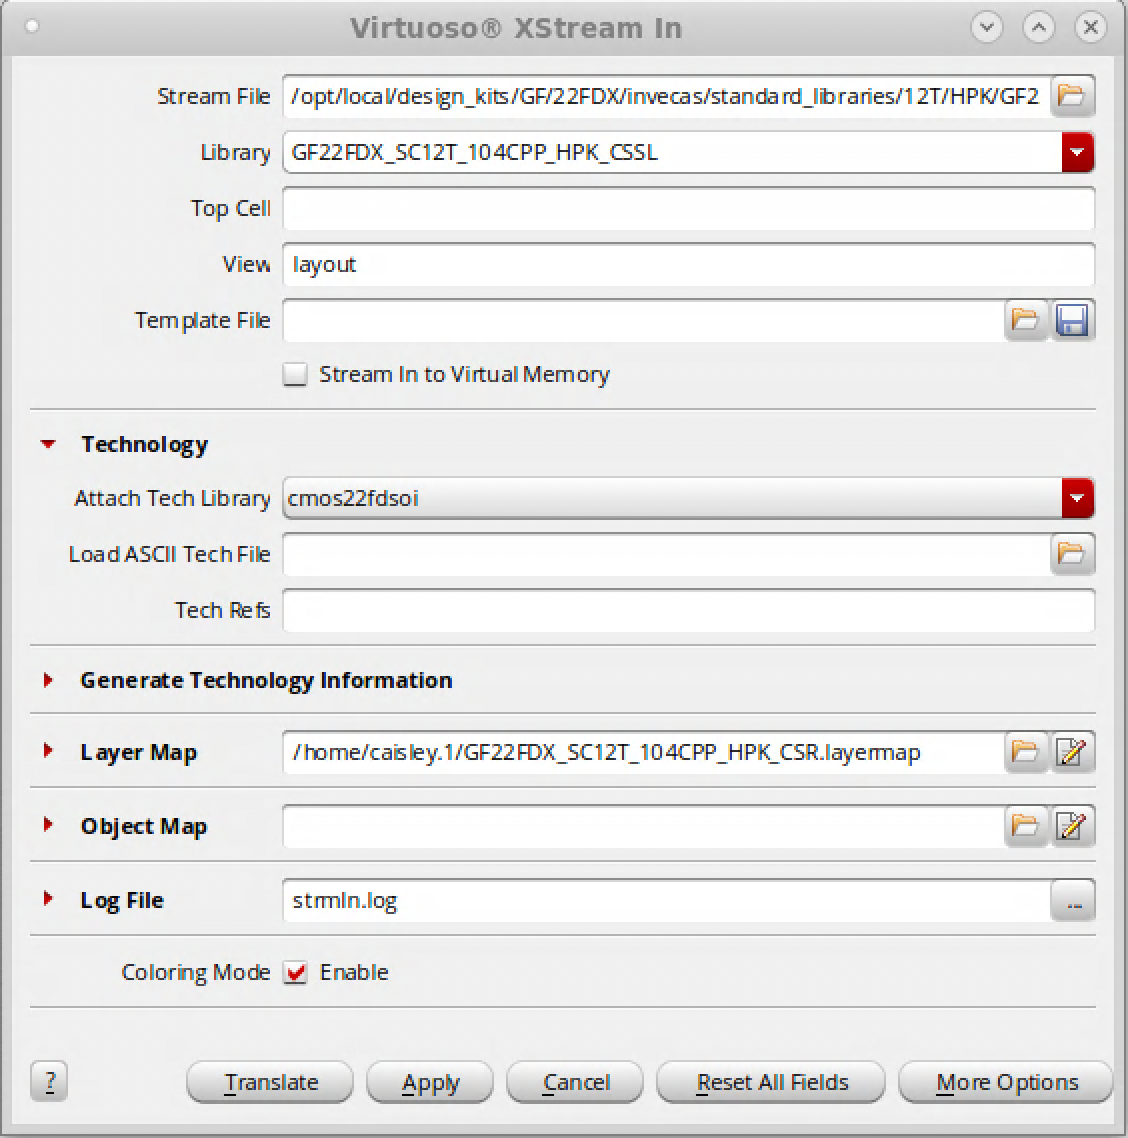 Virtuoso® XStream In
Stream File /opt/local/design_kits/GF/22FDX/invecas/standard_libraries/12T/HPK/GF2
Library GF22FDX_SC12T_104CPP_HPK_CSSL
Top Cell
View layout
Template File
Stream In to Virtual Memory
Technology
Attach Tech Library cmos22fdsoi
Load ASCII Tech File
Tech Refs
Generate Technology Information
Layer Map /home/caisley.1/GF22FDX_SC12T_104CPP_HPK_CSR.layermap
Object Map
Log File strmIn.log ...
Coloring Mode Enable
? Translate Apply Cancel Reset All Fields More Options